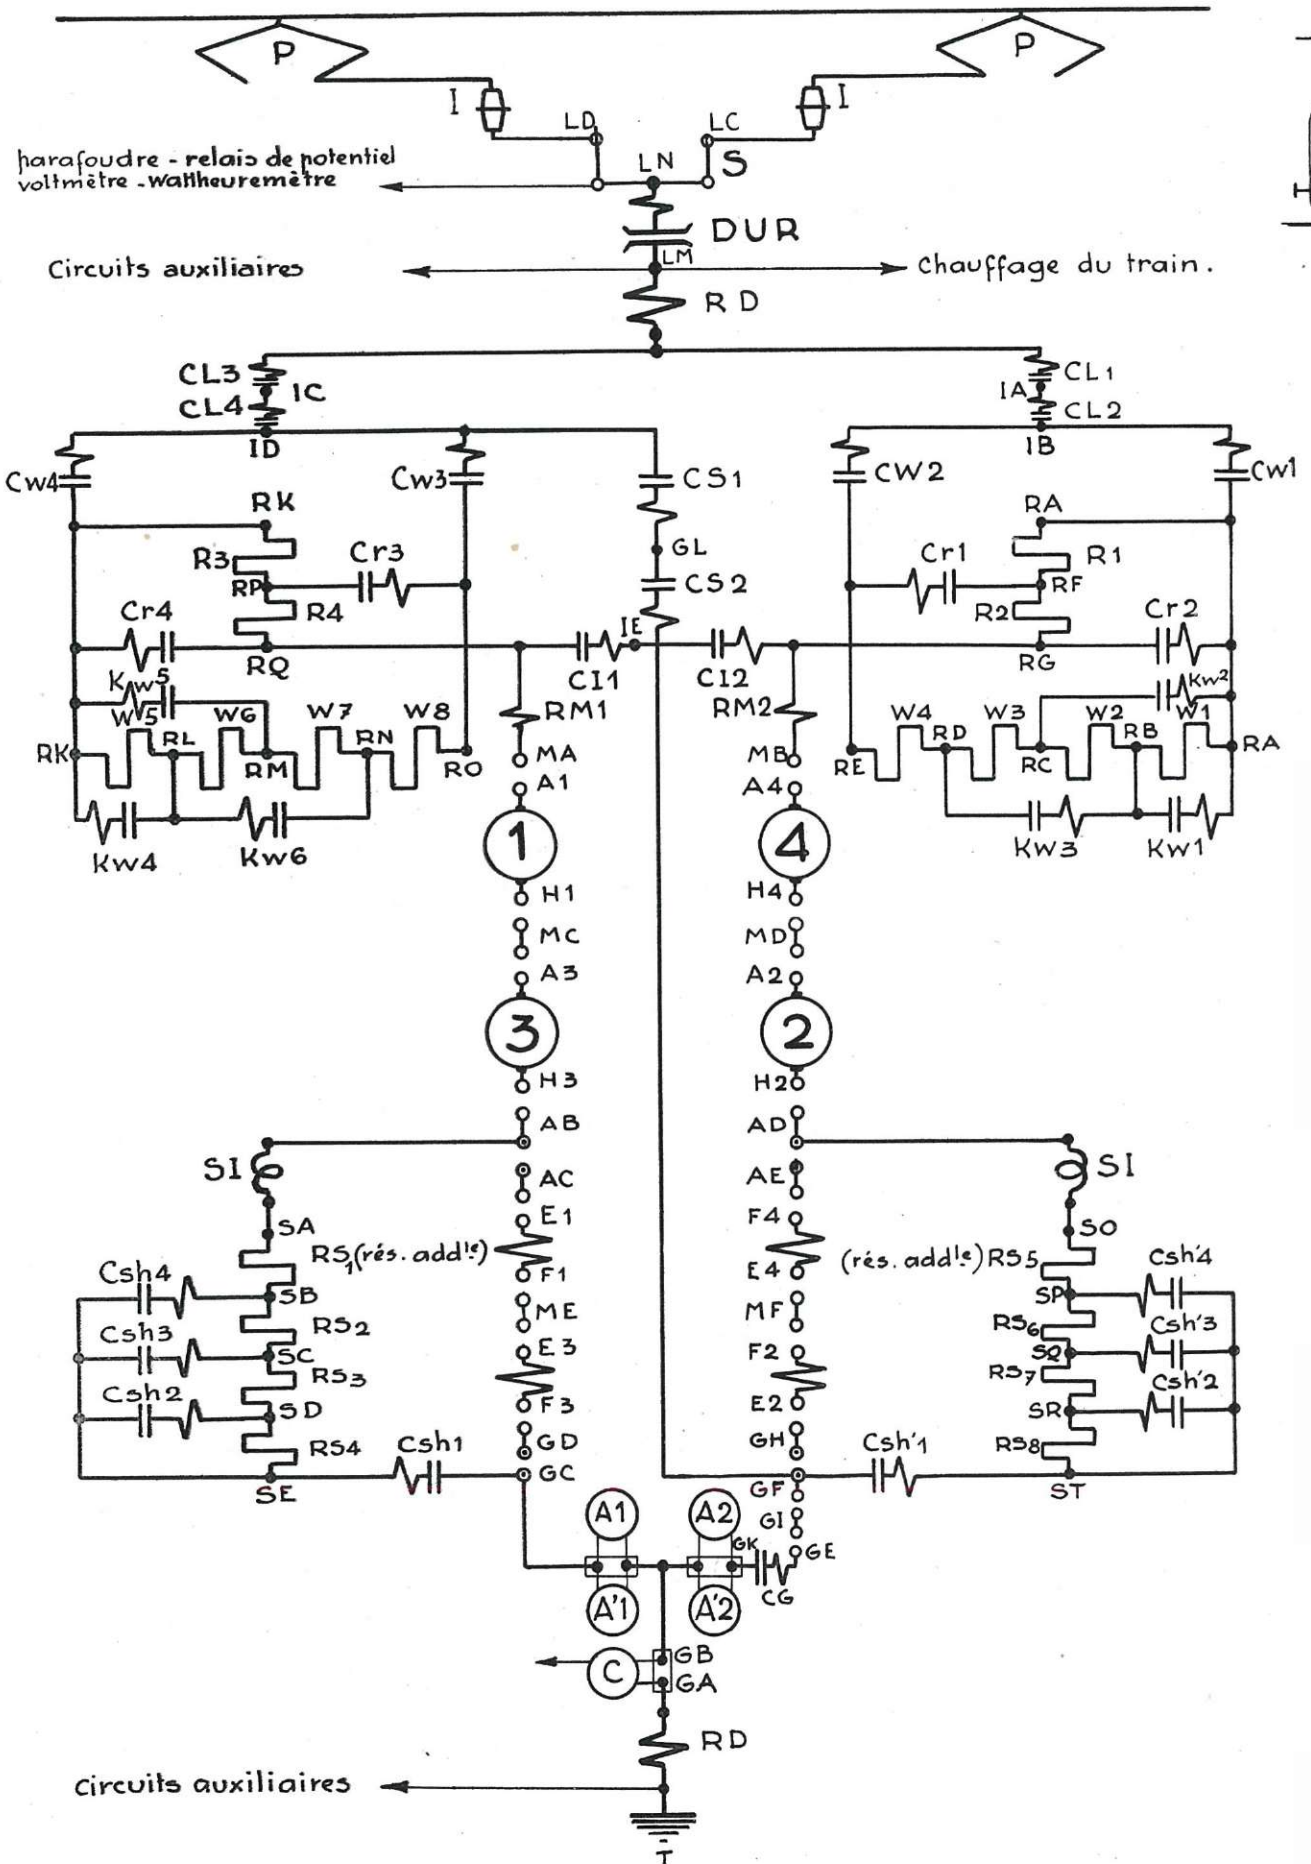 P P
I I
LD LC
LN S
parafoudre - relais de potentiel
voltmètre - wattheuremètre
DUR
LM
Circuits auxiliaires Chauffage du train.
RD
CL3 IC IA CL1
CL4 CL2
ID IB
Cw4 Cw3 CS1 CW2 Cw1
RK RA
R3 Cr3 GL Cr1 R1
RP CS2 RF
Cr4 R4 R2 Cr2
IE
RQ CI1 CI2 RG
Kw5 Kw2
RM1 RM2
W5 W6 W7 W8 W4 W3 W2 W1
RK RL RM RN RO MA MB RE RD RC RB RA
A1 A4
Kw4 Kw6 1 4 Kw3 Kw1
H1 H4
MC MD
A3 A2
3 2
H3 H2
AB AD
SI AC AE SI
SA E1 F4 SO
RS1 (rés. addle) (rés. addle) RS5
Csh4 F1 E4 Csh'4
SB ME MF SP
Csh3 RS2 RS6 Csh'3
SC E3 F2 SQ
Csh2 RS3 RS7 Csh'2
SD F3 E2 SR
RS4 Csh1 GD GH Csh'1 RS8
SE GC GF ST
A1 A2 GI
GK GE
A'1 A'2 CG
C GB
GA
RD
circuits auxiliaires
T